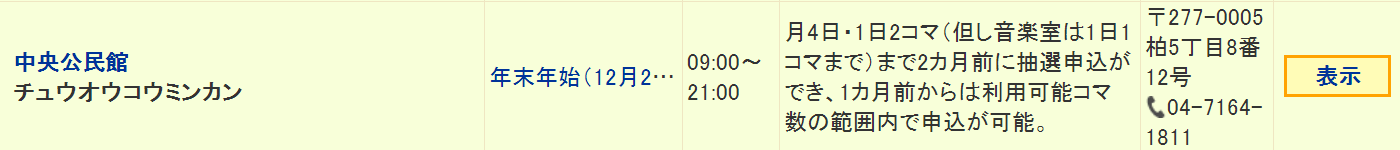 中央公民館
チュウオウコウミンカン
年末年始（12月2…
09:00～
21:00
月4日・1日2コマ（但し音楽室は1日1
コマまで）まで2カ月前に抽選申込が
でき、1カ月前からは利用可能コマ
数の範囲内で申込が可能。
〒277-0005
柏5丁目8番
12号
📞04-7164-
1811
表示